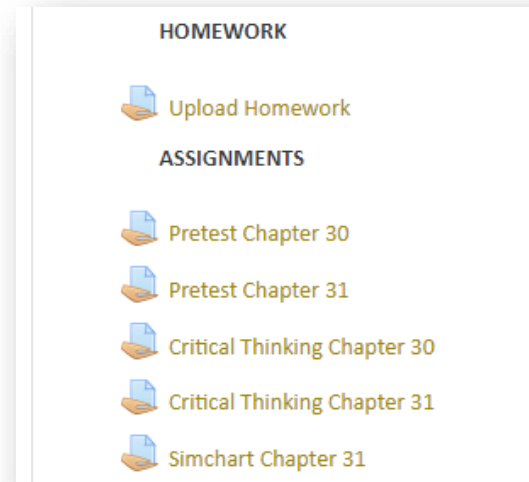 HOMEWORK
Upload Homework
ASSIGNMENTS
Pretest Chapter 30
Pretest Chapter 31
Critical Thinking Chapter 30
Critical Thinking Chapter 31
Simchart Chapter 31